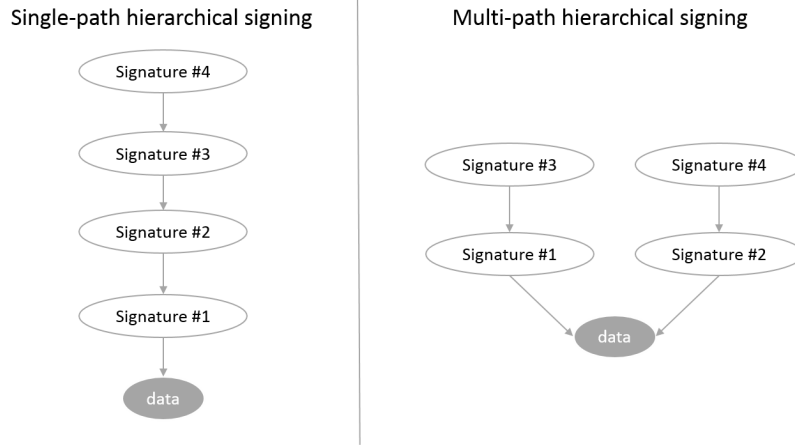 Single-path hierarchical signing
Signature #4
Signature #3
Signature #2
Signature #1
data
Multi-path hierarchical signing
Signature #3
Signature #4
Signature #1
Signature #2
data